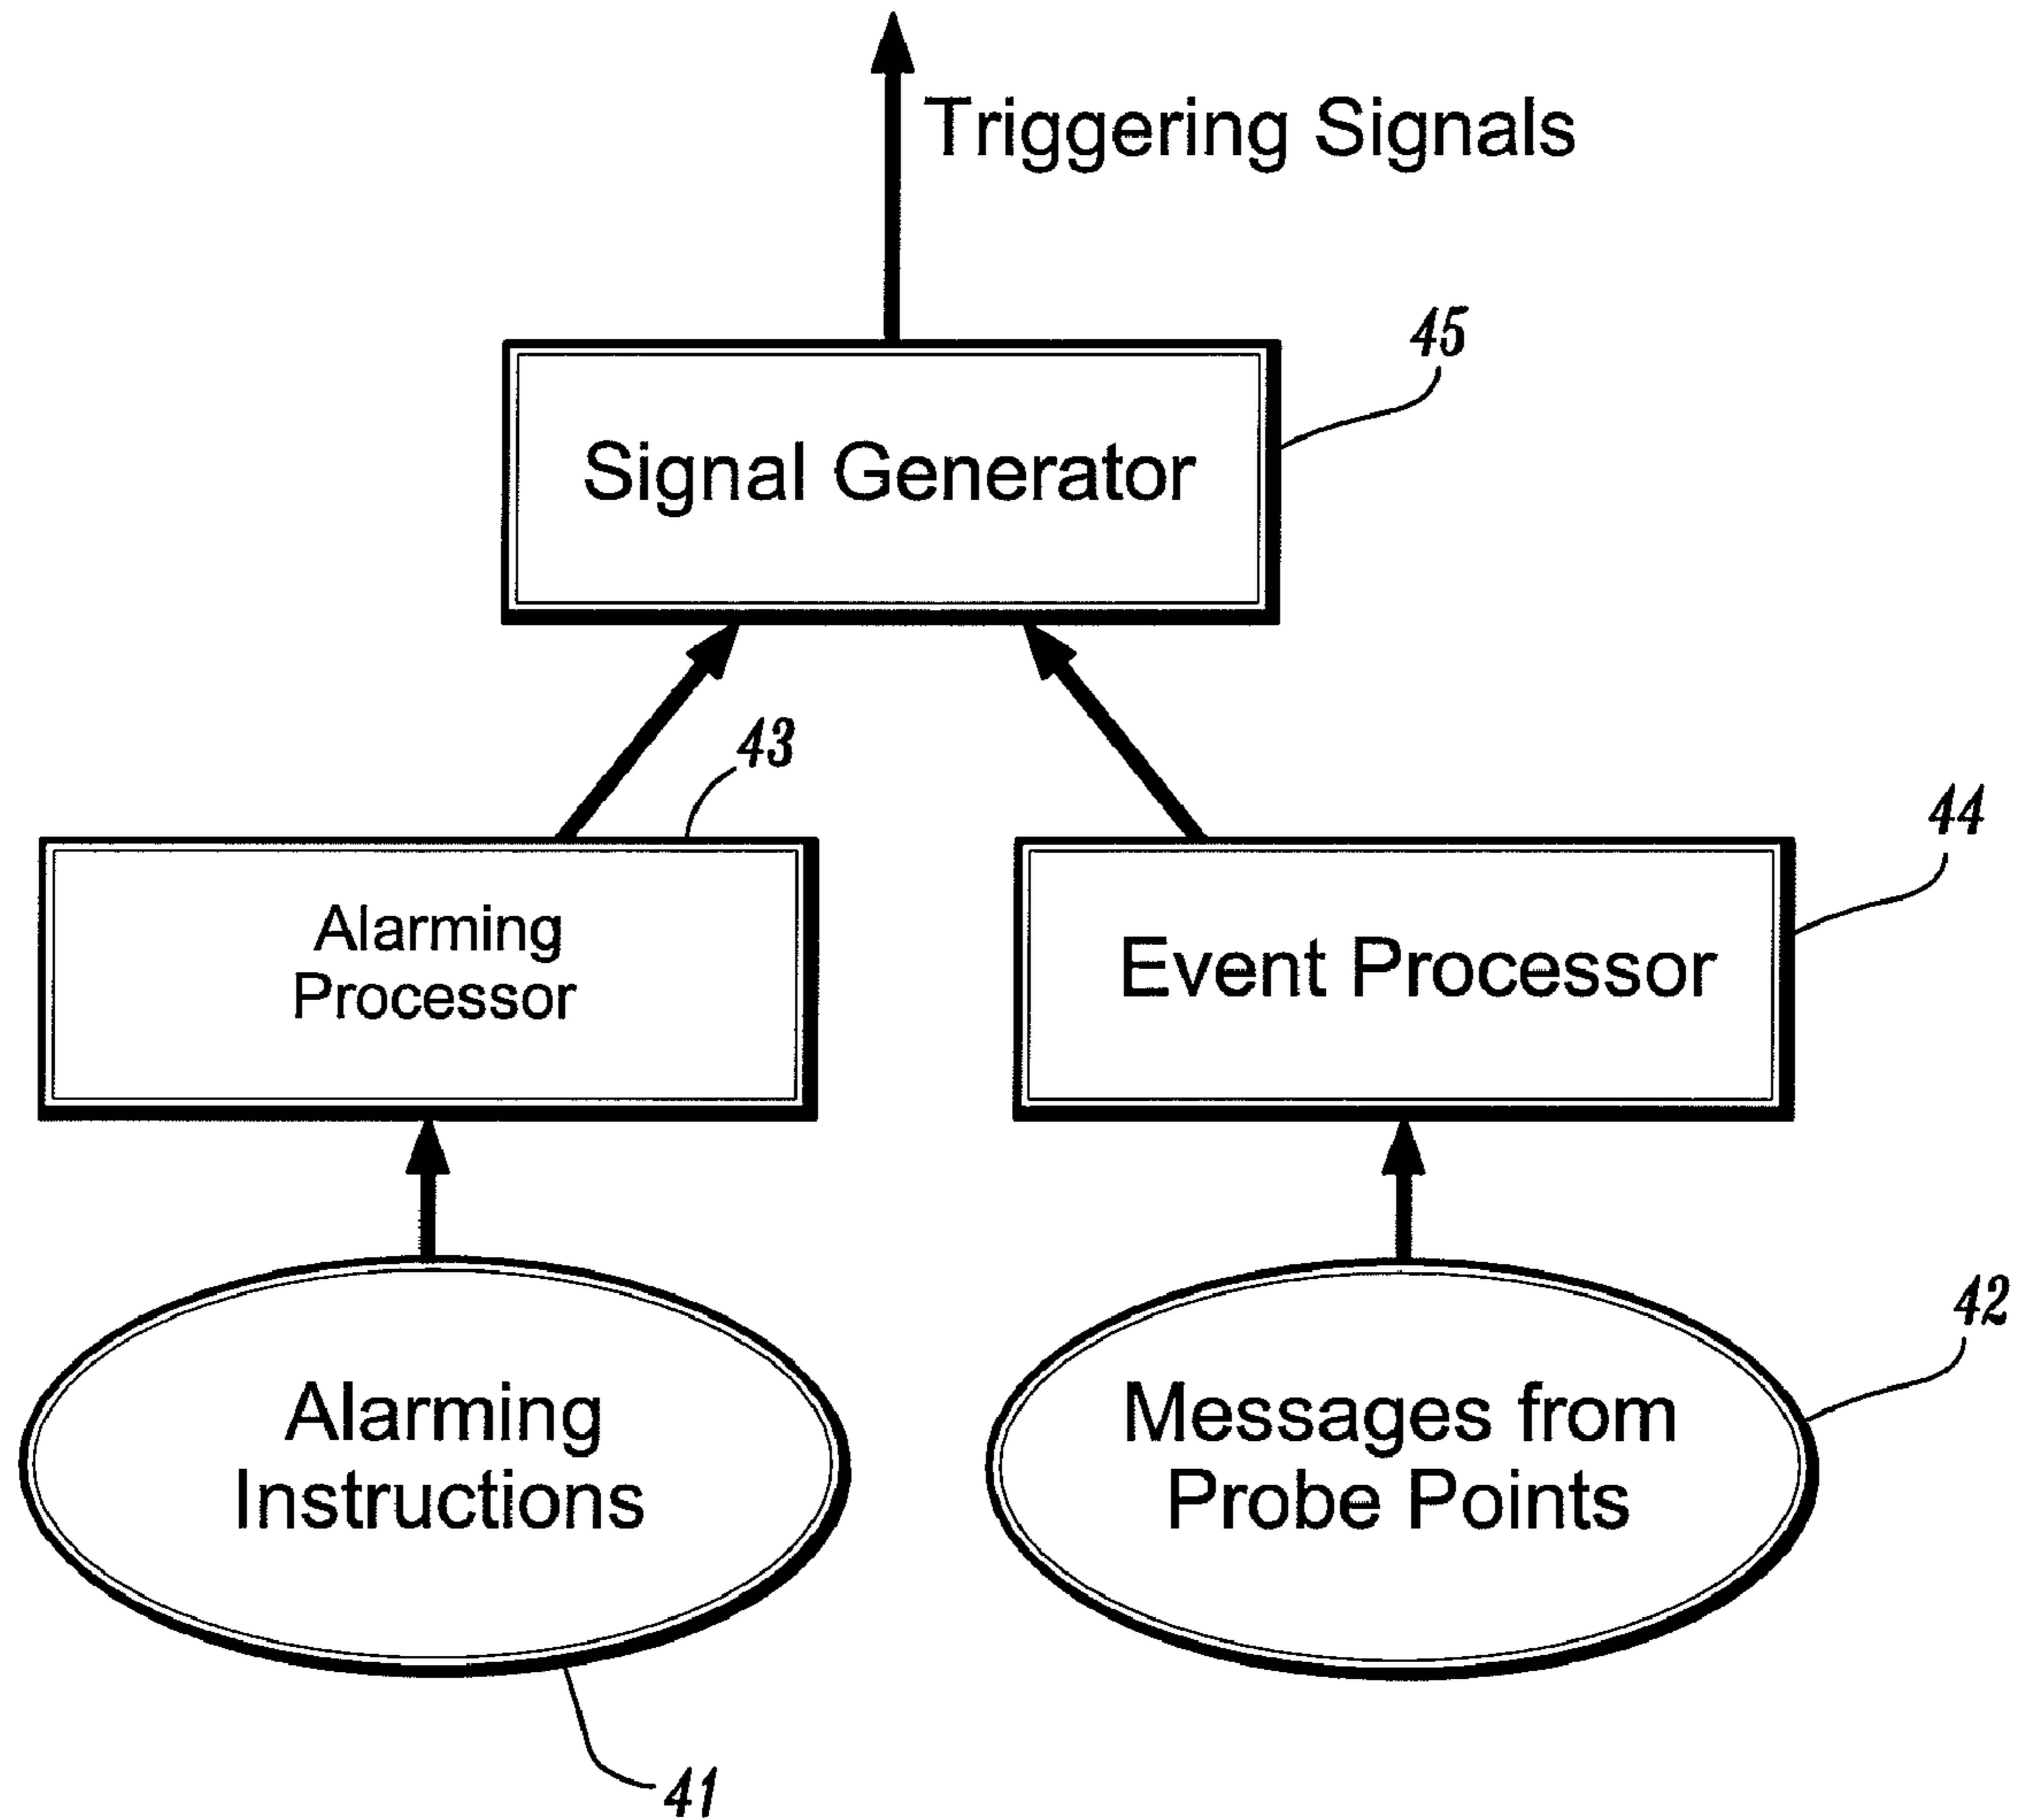 Triggering Signals
45
Signal Generator
43
44
Alarming
Processor
Event Processor
42
Alarming
Instructions
Messages from
Probe Points
41